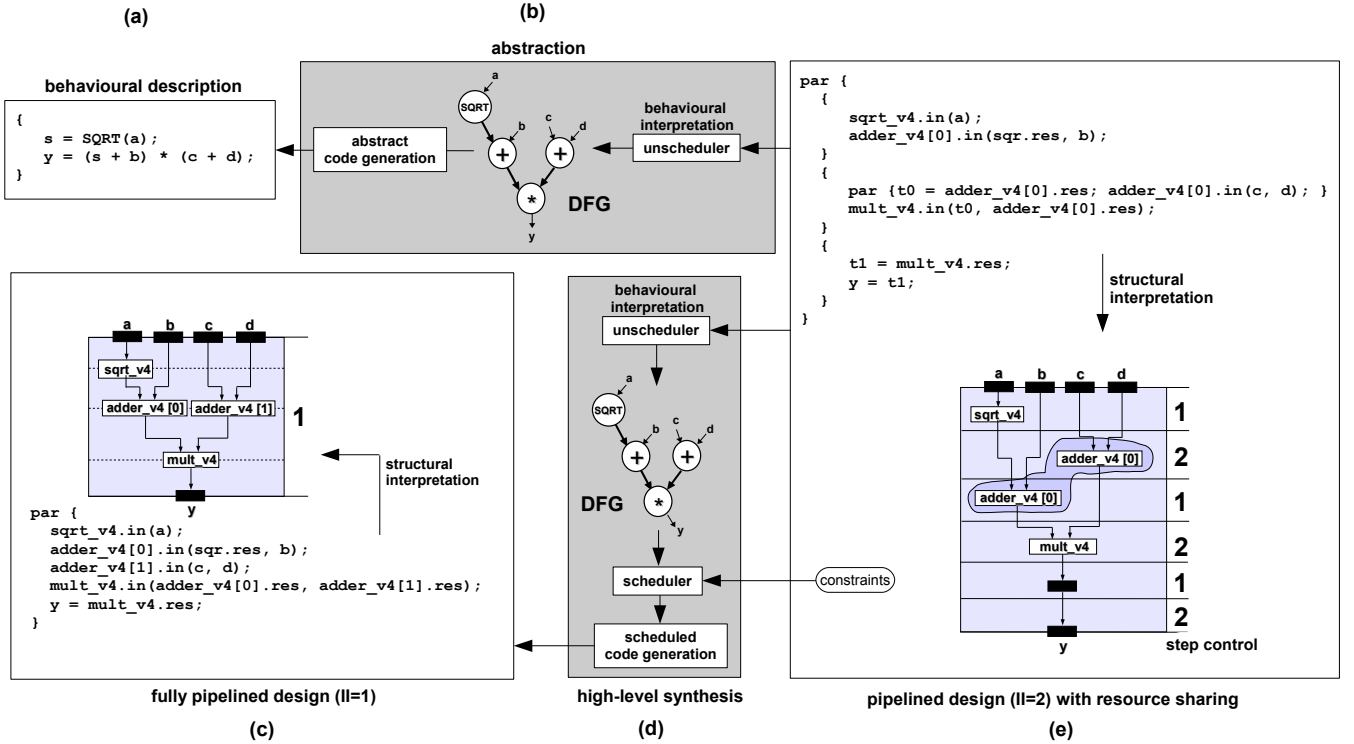 (a)
(b)
abstraction
behavioural description
{
s = SQRT(a);
y = (s + b) * (c + d);
}
abstract
code generation
a
SQRT
b
c
d
+
+
*
DFG
y
behavioural
interpretation
unscheduler
par {
{
sqrt_v4.in(a);
adder_v4[0].in(sqr.res, b);
}
{
par {t0 = adder_v4[0].res; adder_v4[0].in(c, d); }
mult_v4.in(t0, adder_v4[0].res);
}
{
t1 = mult_v4.res;
y = t1;
}
}
structural
interpretation
a b c d
sqrt_v4
adder_v4 [0]
adder_v4 [0]
mult_v4
y
1
2
1
2
1
2
step control
pipelined design (II=2) with resource sharing
(e)
behavioural
interpretation
unscheduler
a
SQRT
b
c
d
+
+
*
DFG
y
scheduler
constraints
scheduled
code generation
high-level synthesis
(d)
a b c d
sqrt_v4
adder_v4 [0] adder_v4 [1]
mult_v4
y
1
structural
interpretation
par {
sqrt_v4.in(a);
adder_v4[0].in(sqr.res, b);
adder_v4[1].in(c, d);
mult_v4.in(adder_v4[0].res, adder_v4[1].res);
y = mult_v4.res;
}
fully pipelined design (II=1)
(c)